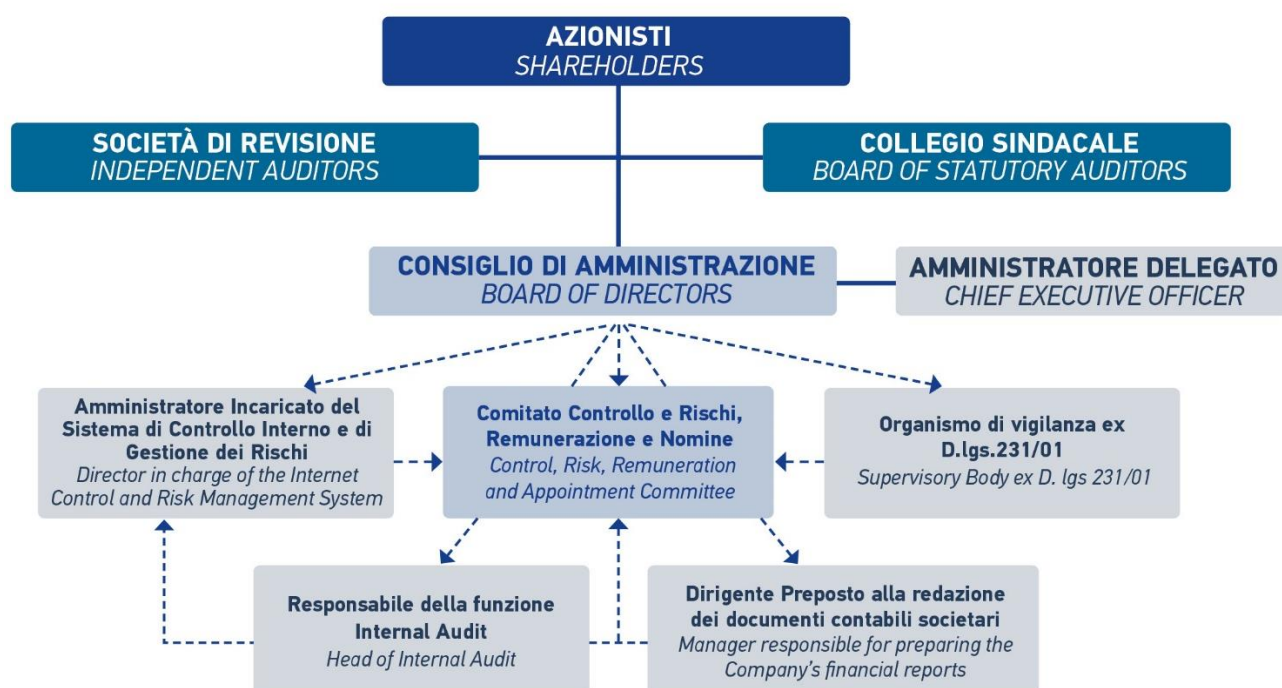 AZIONISTI
SHAREHOLDERS
SOCIETÀ DI REVISIONE
INDEPENDENT AUDITORS
COLLEGIO SINDACALE
BOARD OF STATUTORY AUDITORS
CONSIGLIO DI AMMINISTRAZIONE
BOARD OF DIRECTORS
AMMINISTRATORE DELEGATO
CHIEF EXECUTIVE OFFICER
Amministratore Incaricato del
Sistema di Controllo Interno e di
Gestione dei Rischi
Director in charge of the Internet
Control and Risk Management System
Comitato Controllo e Rischi,
Remunerazione e Nomine
Control, Risk, Remuneration
and Appointment Committee
Organismo di vigilanza ex
D.lgs.231/01
Supervisory Body ex D. lgs 231/01
Responsabile della funzione
Internal Audit
Head of Internal Audit
Dirigente Preposto alla redazione
dei documenti contabili societari
Manager responsible for preparing the
Company's financial reports